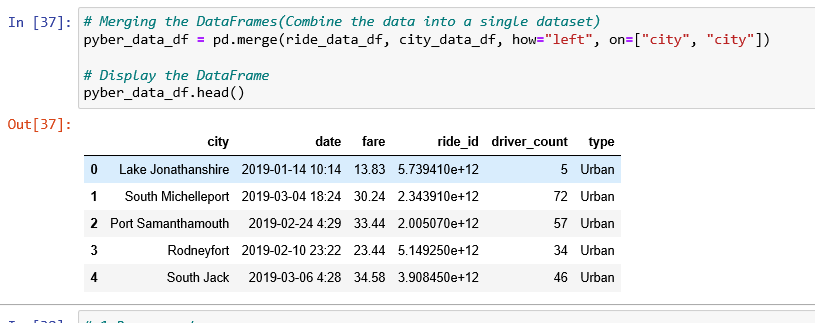 In [37]: # Merging the DataFrames(Combine the data into a single dataset)
pyber_data_df = pd.merge(ride_data_df, city_data_df, how="left", on=["city", "city"])
# Display the DataFrame
pyber_data_df.head()
Out[37]:
city date fare ride_id driver_count type
0 Lake Jonathanshire 2019-01-14 10:14 13.83 5.739410e+12 5 Urban
1 South Michelleport 2019-03-04 18:24 30.24 2.343910e+12 72 Urban
2 Port Samanthamouth 2019-02-24 4:29 33.44 2.005070e+12 57 Urban
3 Rodneyfort 2019-02-10 23:22 23.44 5.149250e+12 34 Urban
4 South Jack 2019-03-06 4:28 34.58 3.908450e+12 46 Urban